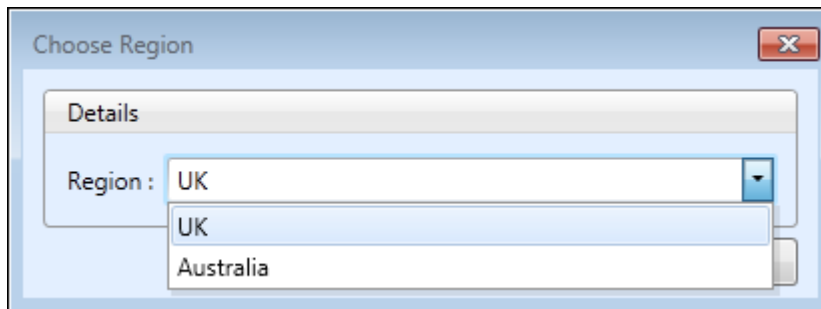 Choose Region
Details
Region : UK
UK
Australia